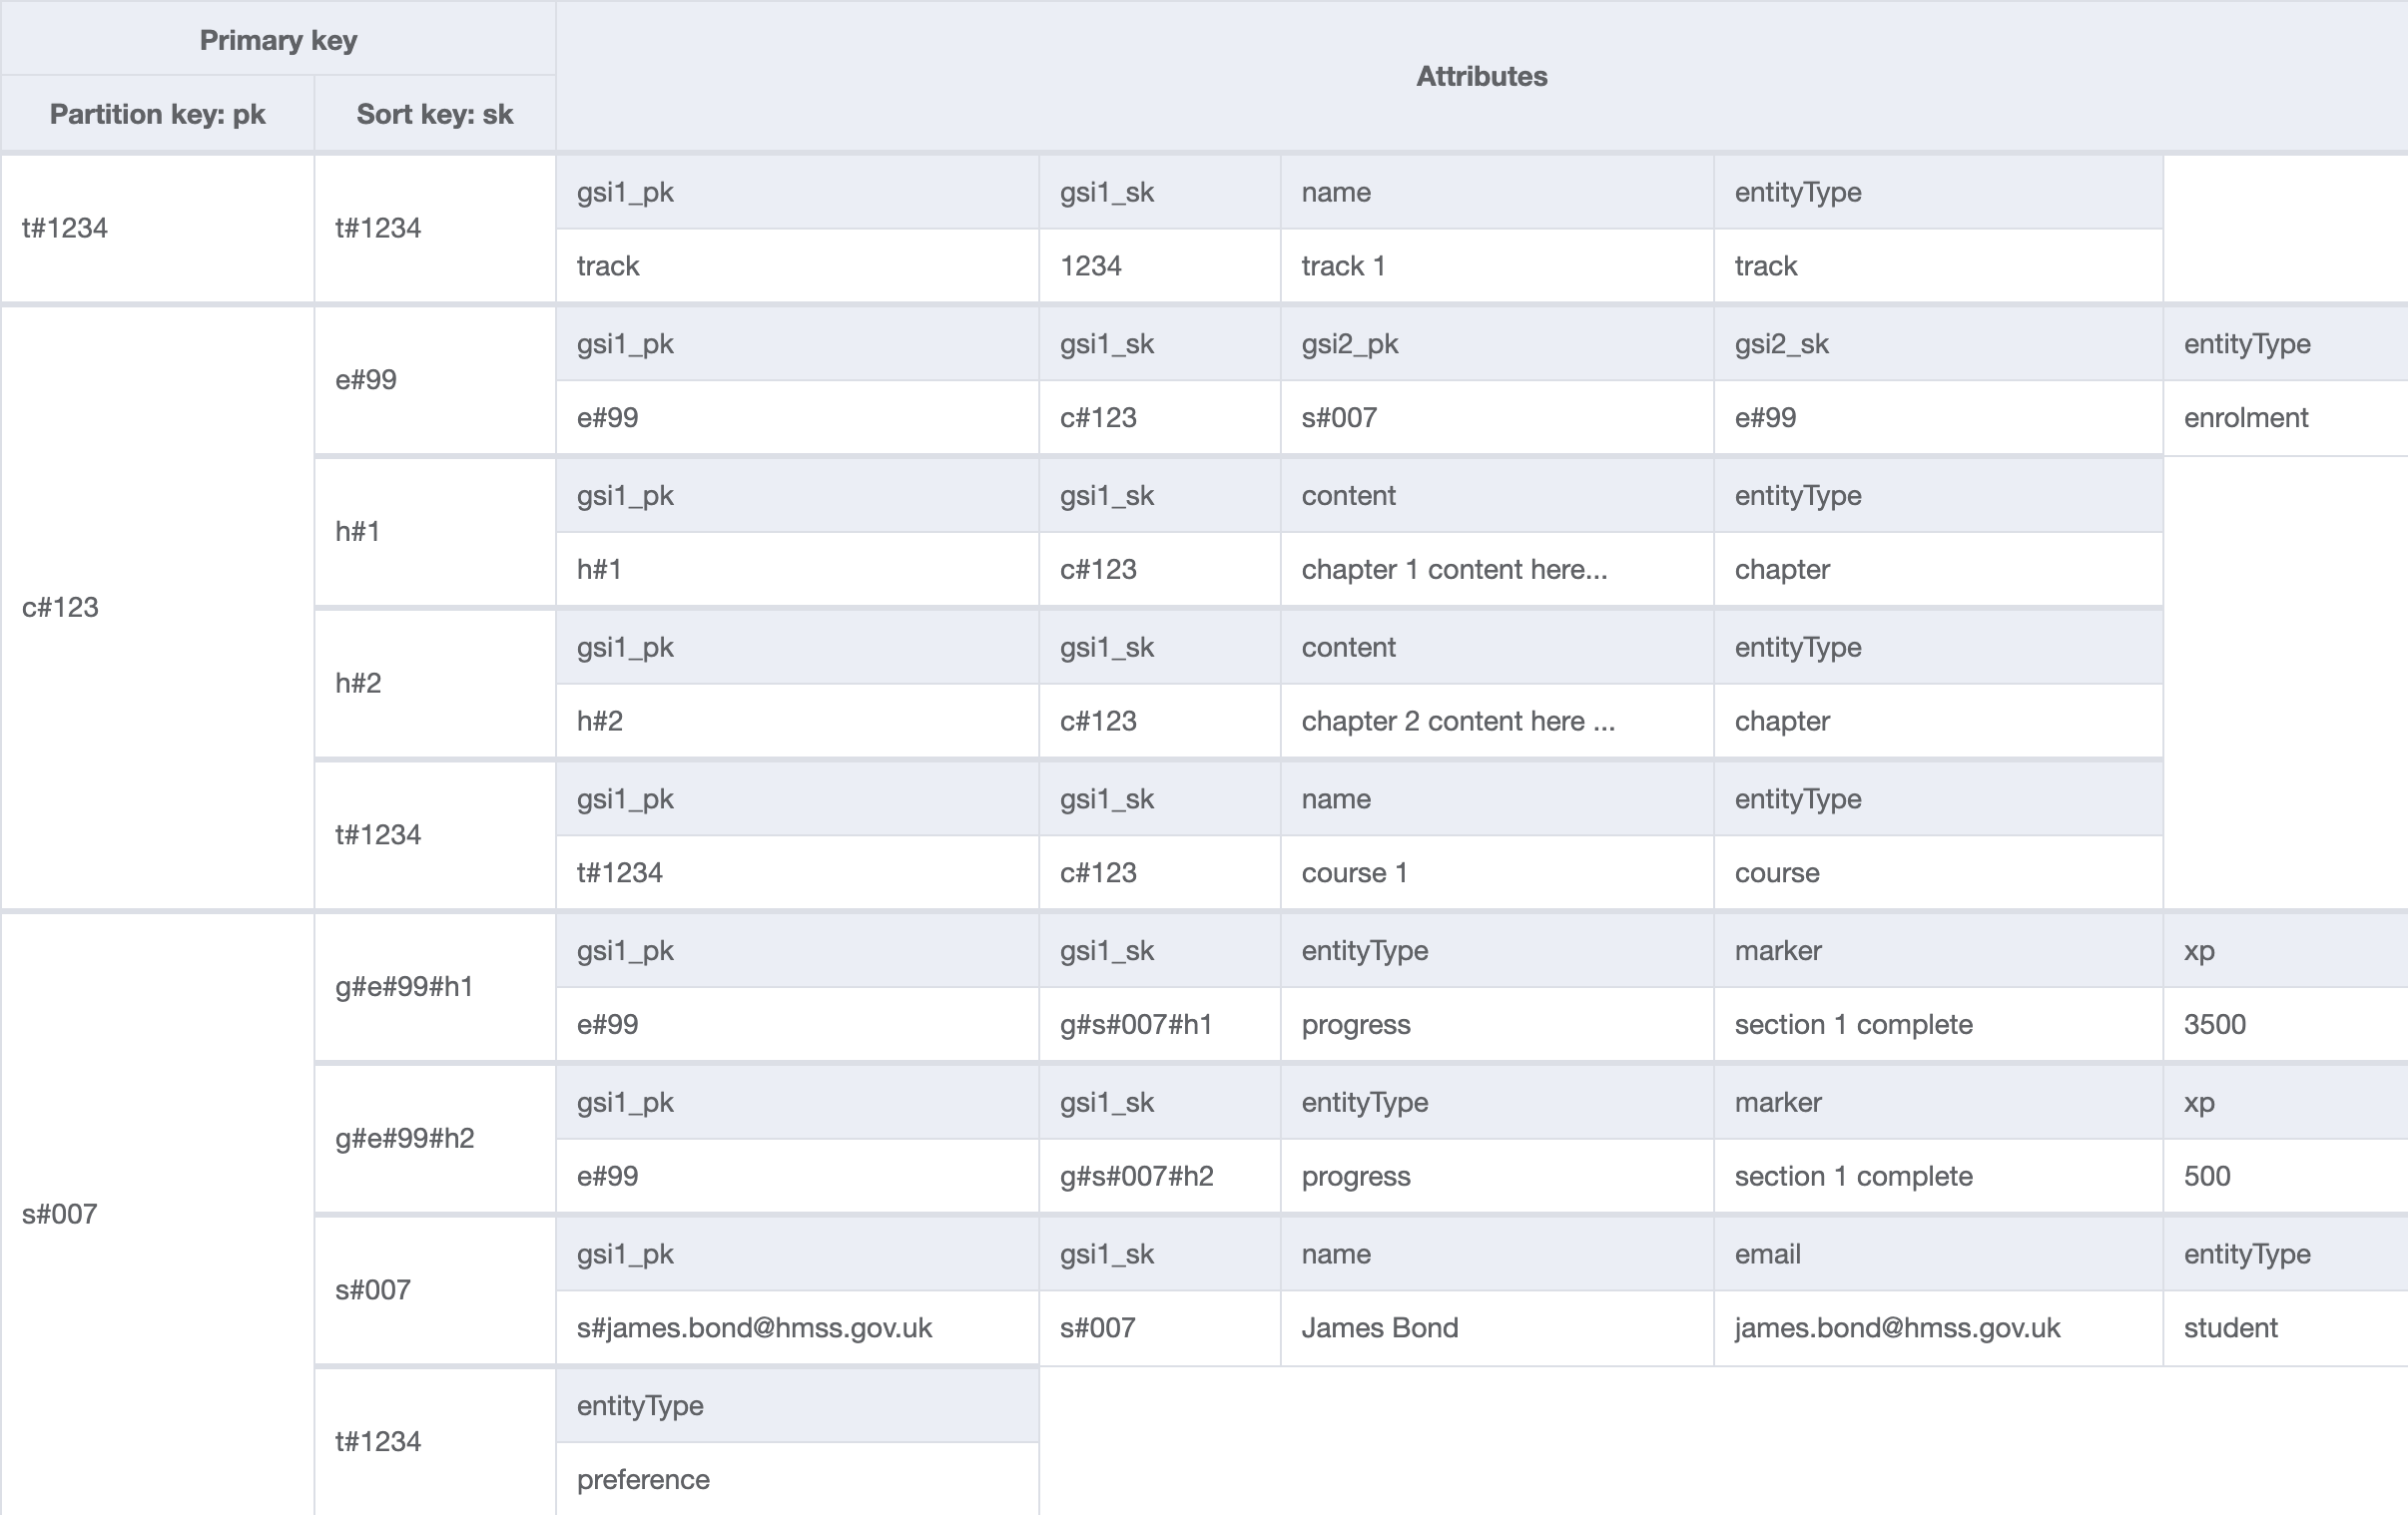 Primary key
Attributes
Partition key: pk Sort key: sk
gsi1_pk gsi1_sk name entityType
t#1234 t#1234
track 1234 track 1 track
gsi1_pk gsi1_sk gsi2_pk gsi2_sk entityType
e#99
e#99 c#123 s#007 e#99 enrolment
gsi1_pk gsi1_sk content entityType
h#1
h#1 c#123 chapter 1 content here... chapter
c#123
gsi1_pk gsi1_sk content entityType
h#2
h#2 c#123 chapter 2 content here ... chapter
gsi1_pk gsi1_sk name entityType
t#1234
t#1234 c#123 course 1 course
gsi1_pk gsi1_sk entityType marker xp
g#e#99#h1
e#99 g#s#007#h1 progress section 1 complete 3500
gsi1_pk gsi1_sk entityType marker xp
g#e#99#h2
e#99 g#s#007#h2 progress section 1 complete 500
s#007
gsi1_pk gsi1_sk name email entityType
s#007
s#james.bond@hmss.gov.uk s#007 James Bond james.bond@hmss.gov.uk student
entityType
t#1234
preference